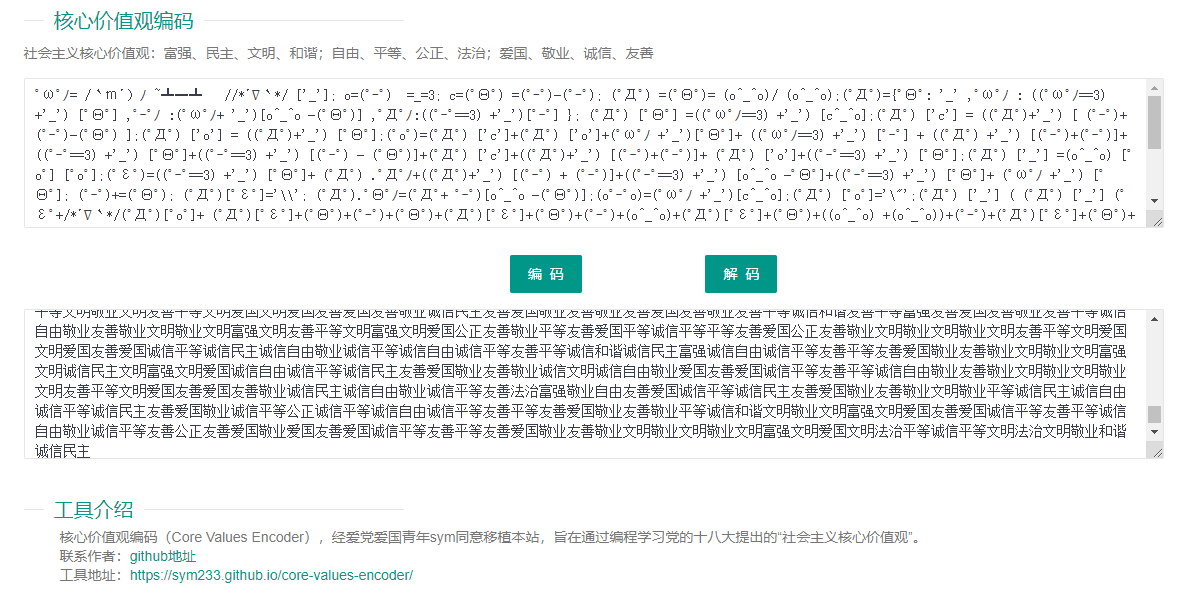 核心价值观编码
社会主义核心价值观：富强、民主、文明、和谐；自由、平等、公正、法治；爱国、敬业、诚信、友善
ﾟωﾟﾉ= /｀ｍ´）ﾉ ~┻━┻   //*´∇｀*/ ['_']; o=(ﾟｰﾟ)  =_=3; c=(ﾟΘﾟ) =(ﾟｰﾟ)-(ﾟｰﾟ); (ﾟДﾟ) =(ﾟΘﾟ)= (o^_^o)/ (o^_^o);(ﾟДﾟ)={ﾟΘﾟ: '_' ,ﾟωﾟﾉ : ((ﾟωﾟﾉ==3)
+'_') [ﾟΘﾟ] ,ﾟｰﾟﾉ :(ﾟωﾟﾉ+ '_')[o^_^o -(ﾟΘﾟ)] ,ﾟДﾟﾉ:((ﾟｰﾟ==3) +'_')[ﾟｰﾟ] }; (ﾟДﾟ) [ﾟΘﾟ] =((ﾟωﾟﾉ==3) +'_') [c^_^o];(ﾟДﾟ) ['c'] = ((ﾟДﾟ)+'_') [ (ﾟｰﾟ)+
(ﾟｰﾟ)-(ﾟΘﾟ) ];(ﾟДﾟ) ['o'] = ((ﾟДﾟ)+'_') [ﾟΘﾟ];(ﾟoﾟ)=(ﾟДﾟ) ['c']+(ﾟДﾟ) ['o']+(ﾟωﾟﾉ +'_')[ﾟΘﾟ]+ ((ﾟωﾟﾉ==3) +'_') [ﾟｰﾟ] + ((ﾟДﾟ) +'_') [(ﾟｰﾟ)+(ﾟｰﾟ)]+
((ﾟｰﾟ==3) +'_') [ﾟΘﾟ]+((ﾟｰﾟ==3) +'_') [(ﾟｰﾟ) - (ﾟΘﾟ)]+(ﾟДﾟ) ['c']+((ﾟДﾟ)+'_') [(ﾟｰﾟ)+(ﾟｰﾟ)]+ (ﾟДﾟ) ['o']+((ﾟｰﾟ==3) +'_') [ﾟΘﾟ];(ﾟДﾟ) ['_'] =(o^_^o) [ﾟ
oﾟ] [ﾟoﾟ];(ﾟεﾟ)=((ﾟｰﾟ==3) +'_') [ﾟΘﾟ]+ (ﾟДﾟ) .ﾟДﾟﾉ+((ﾟДﾟ)+'_') [(ﾟｰﾟ) + (ﾟｰﾟ)]+((ﾟｰﾟ==3) +'_') [o^_^o -ﾟΘﾟ]+((ﾟｰﾟ==3) +'_') [ﾟΘﾟ]+ (ﾟωﾟﾉ +'_') [ﾟ
Θﾟ]; (ﾟｰﾟ)+=(ﾟΘﾟ); (ﾟДﾟ)[ﾟεﾟ]='\\'; (ﾟДﾟ).ﾟΘﾟﾉ=(ﾟДﾟ+ ﾟｰﾟ)[o^_^o -(ﾟΘﾟ)];(oﾟｰﾟo)=(ﾟωﾟﾉ +'_')[c^_^o];(ﾟДﾟ) [ﾟoﾟ]='\"';(ﾟДﾟ) ['_'] ( (ﾟДﾟ) ['_'] (ﾟ
εﾟ+/*´∇｀*/(ﾟДﾟ)[ﾟoﾟ]+ (ﾟДﾟ)[ﾟεﾟ]+(ﾟΘﾟ)+(ﾟｰﾟ)+(ﾟΘﾟ)+(ﾟДﾟ)[ﾟεﾟ]+(ﾟΘﾟ)+(ﾟｰﾟ)+(o^_^o)+(ﾟДﾟ)[ﾟεﾟ]+(ﾟΘﾟ)+((o^_^o) +(o^_^o))+(ﾟｰﾟ)+(ﾟДﾟ)[ﾟεﾟ]+(ﾟΘﾟ)+
编 码 解 码
自由敬业友善敬业文明敬业文明富强文明友善平等文明富强文明爱国公正友善敬业平等友善爱国平等诚信平等平等友善爱国公正友善敬业文明敬业文明敬业文明友善平等文明爱国
文明爱国友善爱国诚信平等诚信民主诚信自由敬业诚信平等诚信自由诚信平等友善平等诚信和谐诚信民主富强诚信自由诚信平等友善平等友善爱国敬业友善敬业文明敬业文明富强
文明诚信民主文明富强文明爱国诚信自由诚信平等诚信民主友善爱国敬业友善敬业诚信文明诚信自由敬业爱国友善爱国敬业友善平等诚信自由敬业友善敬业文明敬业文明敬业
文明友善平等文明爱国友善爱国友善敬业诚信民主诚信自由敬业诚信平等友善法治富强敬业自由友善爱国诚信平等诚信民主友善爱国敬业友善敬业文明敬业平等诚信民主诚信自由
诚信平等诚信民主友善爱国敬业诚信平等公正诚信平等诚信自由诚信平等友善平等友善爱国敬业友善敬业平等诚信和谐文明敬业文明富强文明爱国友善爱国诚信平等友善平等诚信
自由敬业诚信平等友善公正友善爱国敬业爱国友善爱国诚信平等友善平等友善爱国敬业友善敬业文明敬业文明敬业文明富强文明爱国文明法治平等诚信平等文明法治文明敬业和谐
诚信民主
工具介绍
核心价值观编码（Core Values Encoder），经爱党爱国青年sym同意移植本站，旨在通过编程学习党的十八大提出的“社会主义核心价值观”。
联系作者：github地址
工具地址：https://sym233.github.io/core-values-encoder/